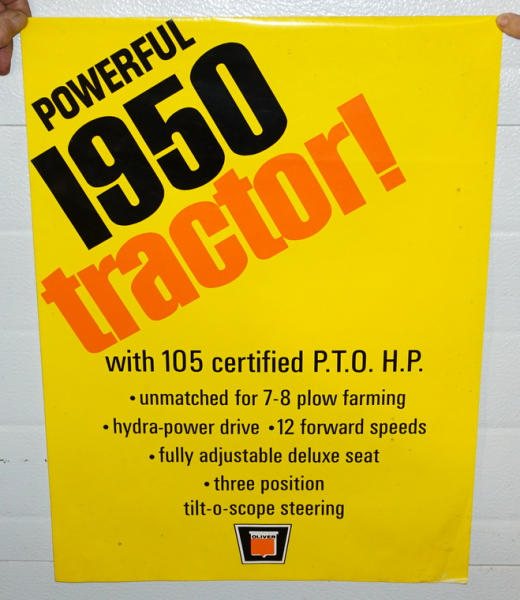 POWERFUL
1950
tractor!
with 105 certified P.T.O. H.P.
• unmatched for 7-8 plow farming
• hydra-power drive • 12 forward speeds
• fully adjustable deluxe seat
• three position
tilt-o-scope steering
OLIVER